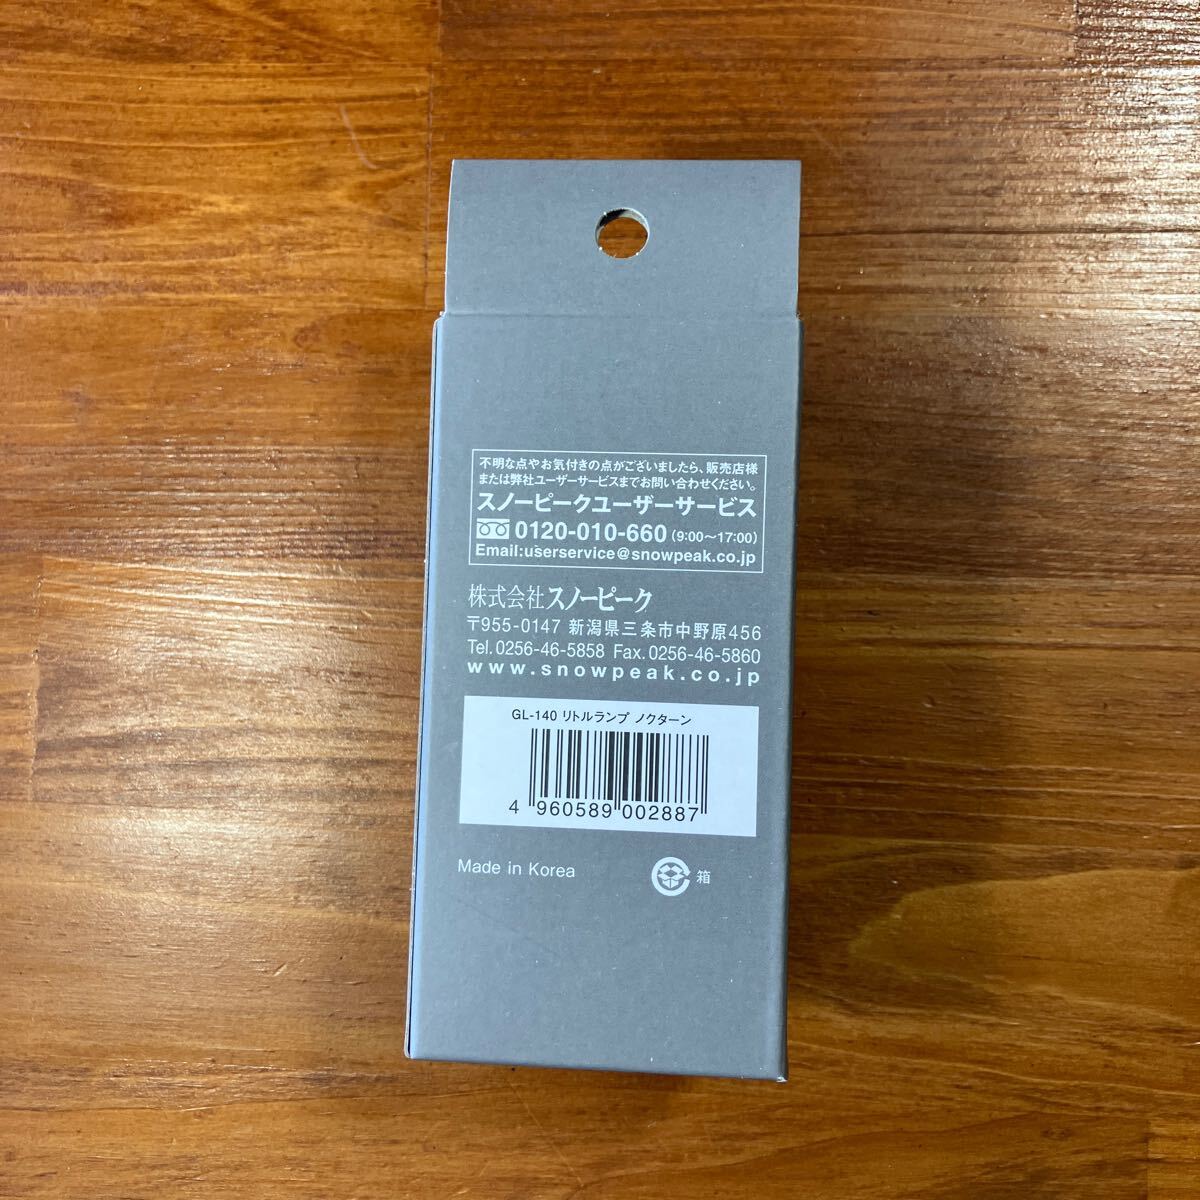 不明な点やお気付きの点がございましたら、販売店様
または弊社ユーザーサービスまでお問い合わせください。
スノーピークユーザーサービス
0120-010-660 (9:00〜17:00)
Email:userservice@snowpeak.co.jp
株式会社スノーピーク
〒955-0147 新潟県三条市中野原456
Tel.0256-46-5858 Fax.0256-46-5860
www.snowpeak.co.jp
GL-140 リトルランプ ノクターン
4 960589 002887
Made in Korea
箱